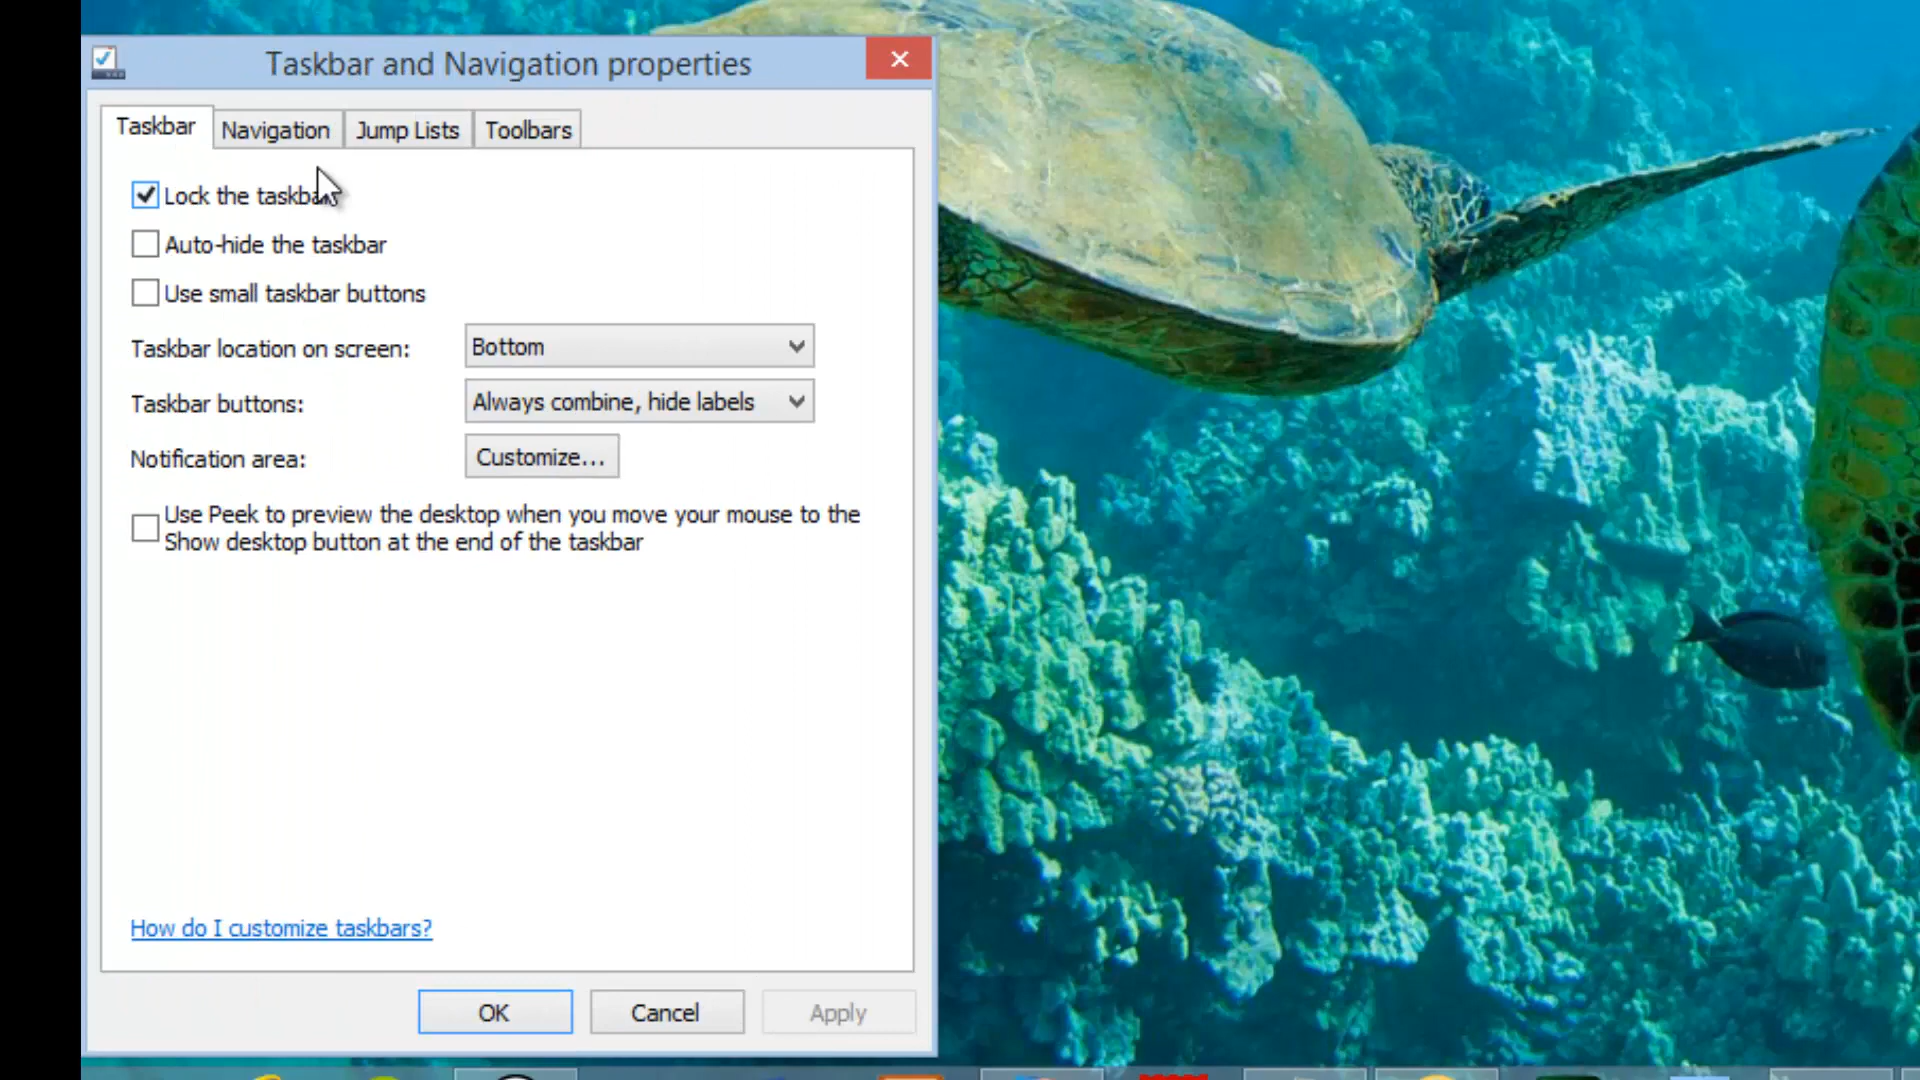 Taskbar and Navigation properties
Taskbar
Navigation
Jump Lists
Toolbars
Lock the taskbar
Auto-hide the taskbar
Use small taskbar buttons
Taskbar location on screen:
Bottom
Taskbar buttons:
Always combine, hide labels
Notification area:
Customize...
Use Peek to preview the desktop when you move your mouse to the
Show desktop button at the end of the taskbar
How do I customize taskbars?
OK
Cancel
Apply